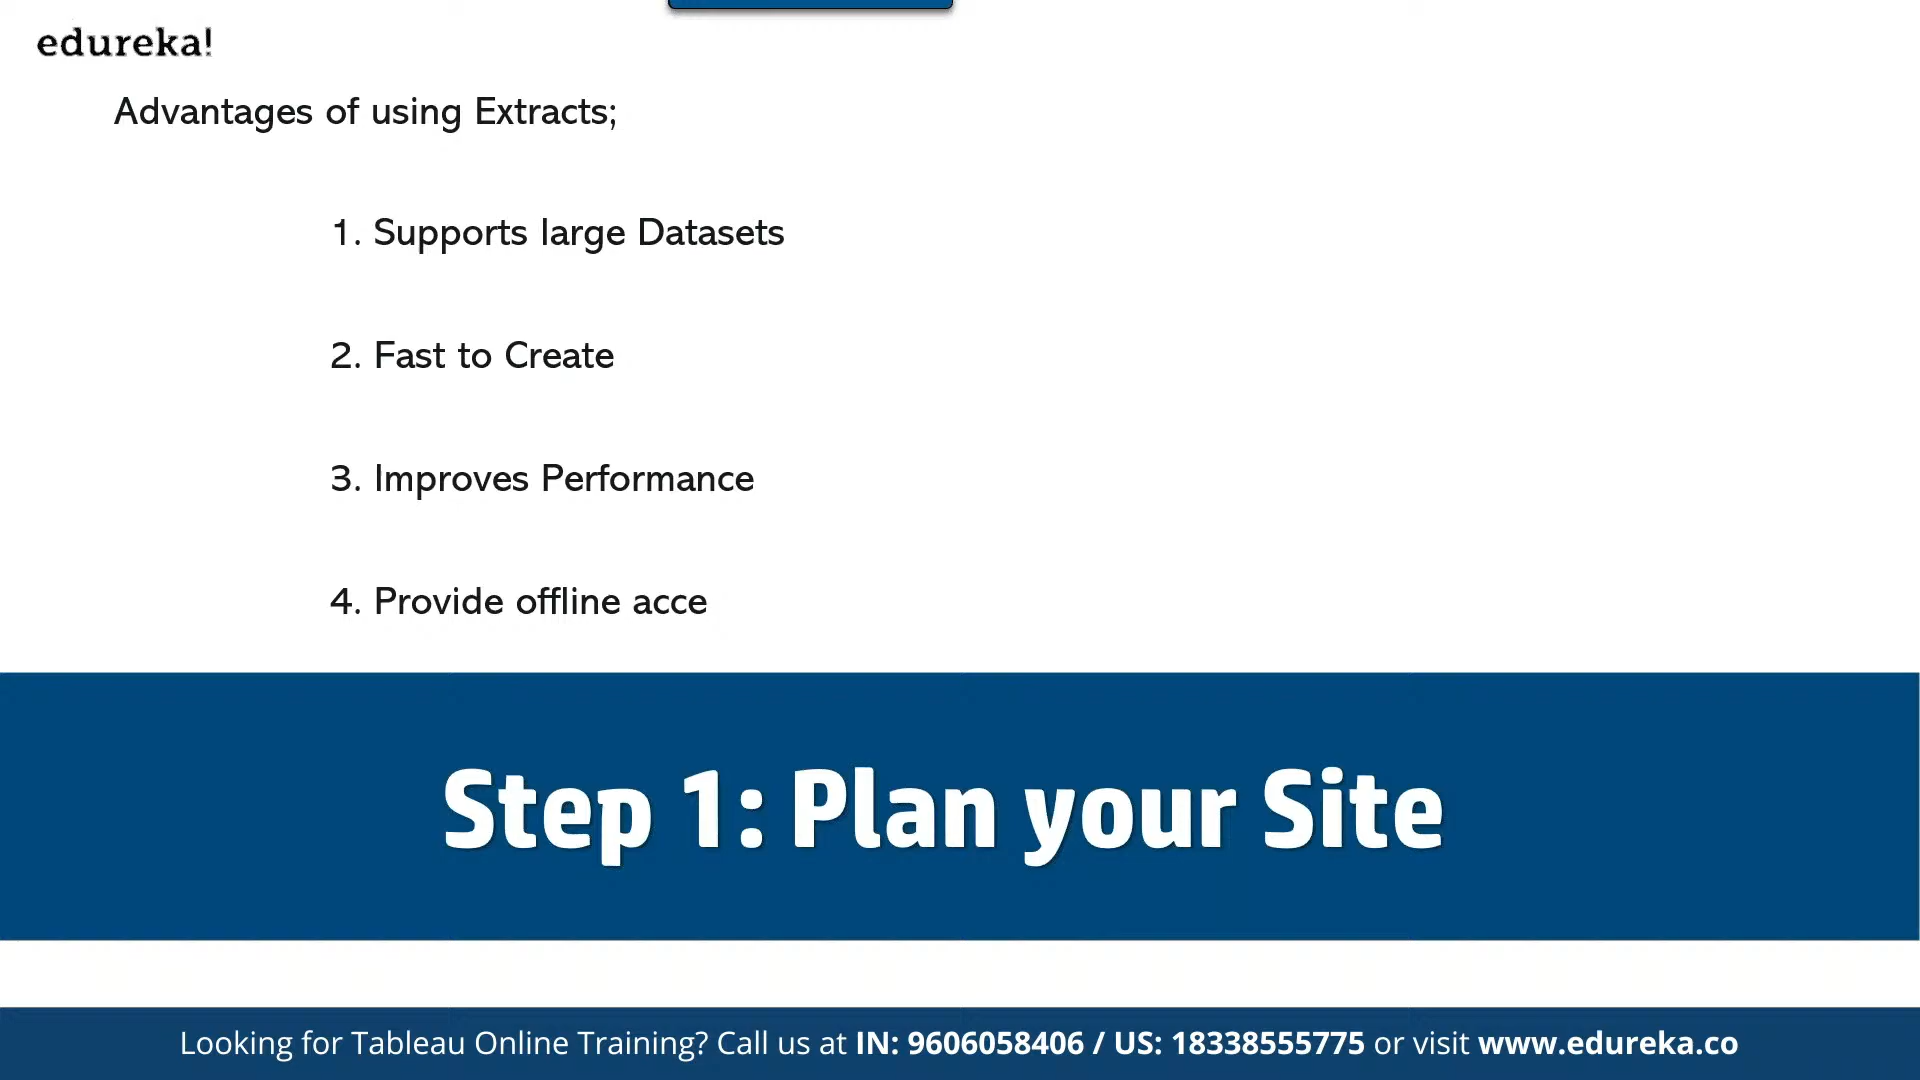 edureka!
Advantages of using Extracts;
1. Supports large Datasets
2. Fast to Create
3. Improves Performance
4. Provide offline acce
Step 1: Plan your Site
Looking for Tableau Online Training? Call us at IN: 9606058406 / US: 18338555775 or visit www.edureka.co